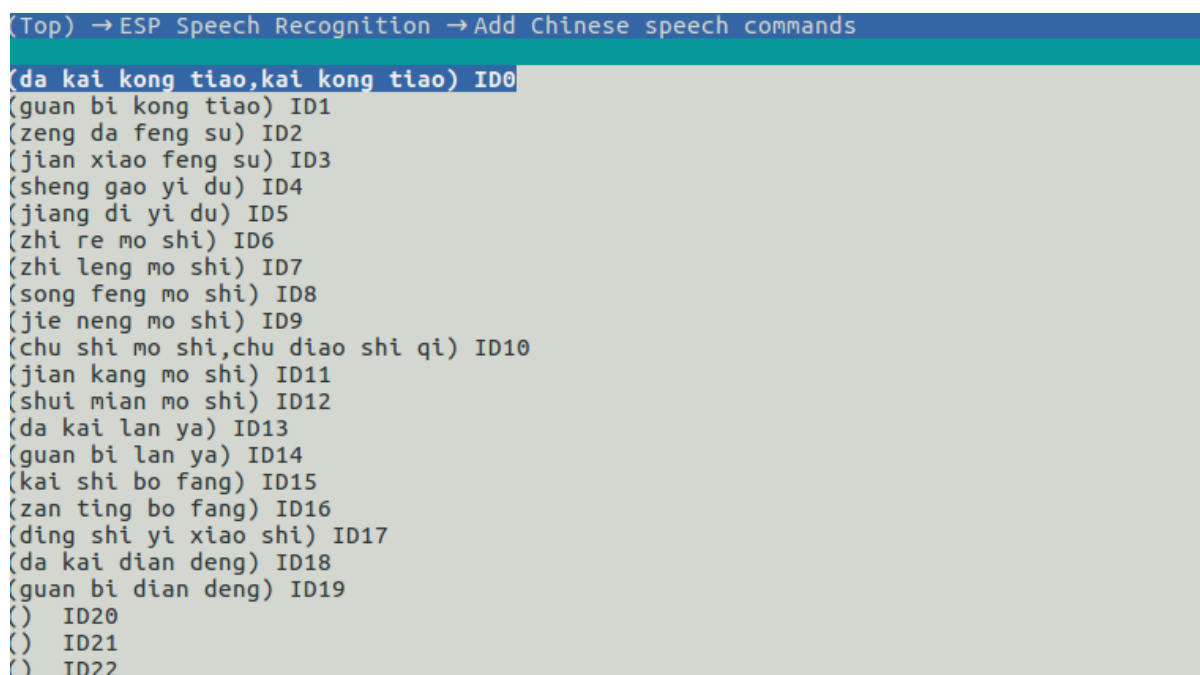 (Top) → ESP Speech Recognition → Add Chinese speech commands
(da kai kong tiao,kai kong tiao) ID0
(guan bi kong tiao) ID1
(zeng da feng su) ID2
(jian xiao feng su) ID3
(sheng gao yi du) ID4
(jiang di yi du) ID5
(zhi re mo shi) ID6
(zhi leng mo shi) ID7
(song feng mo shi) ID8
(jie neng mo shi) ID9
(chu shi mo shi,chu diao shi qi) ID10
(jian kang mo shi) ID11
(shui mian mo shi) ID12
(da kai lan ya) ID13
(guan bi lan ya) ID14
(kai shi bo fang) ID15
(zan ting bo fang) ID16
(ding shi yi xiao shi) ID17
(da kai dian deng) ID18
(guan bi dian deng) ID19
() ID20
() ID21
() ID22